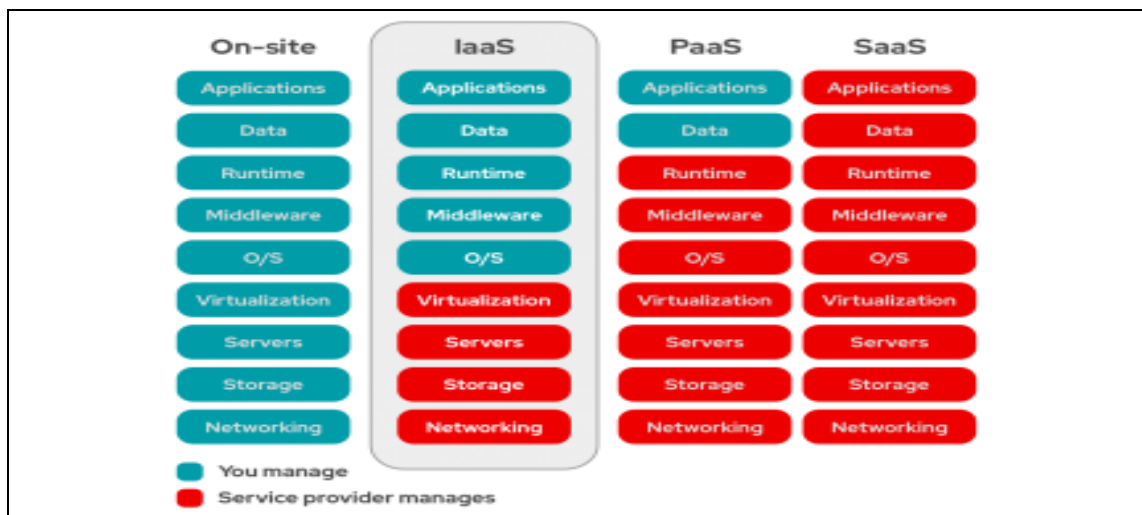 On-site IaaS PaaS SaaS
Applications Applications Applications Applications
Data Data Data Data
Runtime Runtime Runtime Runtime
Middleware Middleware Middleware Middleware
O/S O/S O/S O/S
Virtualization Virtualization Virtualization Virtualization
Servers Servers Servers Servers
Storage Storage Storage Storage
Networking Networking Networking Networking
You manage
Service provider manages